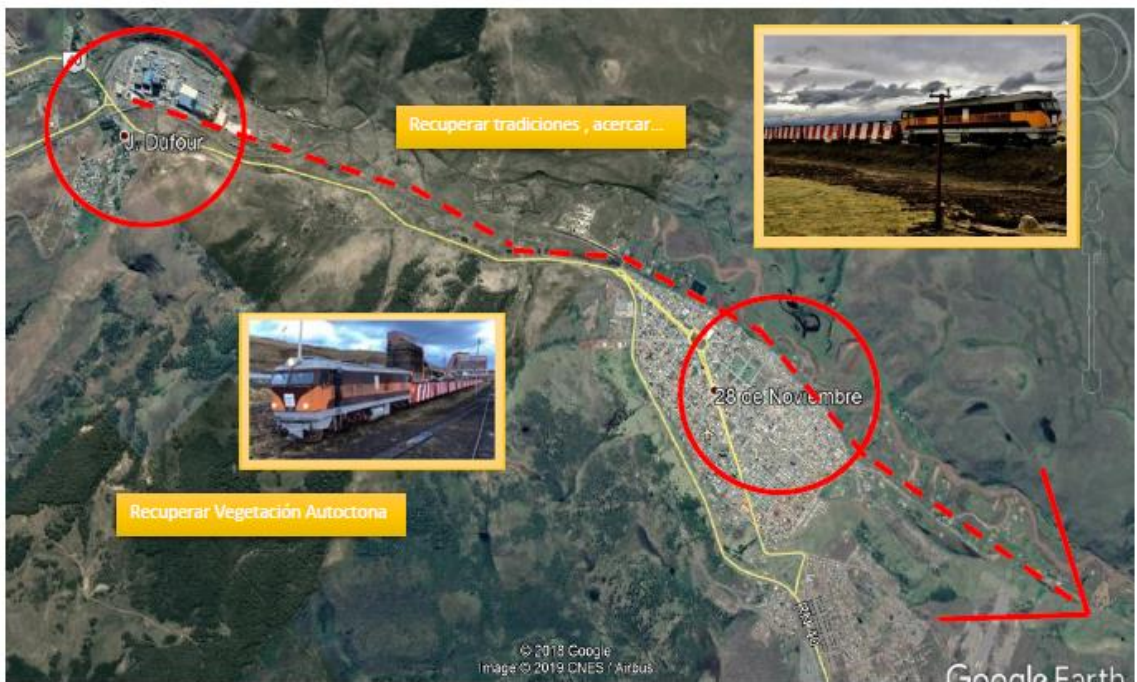 J. Dufour
Recuperar tradiciones , acercar...
28 de Noviembre
Recuperar Vegetación Autoctona
© 2018 Google
Image © 2019 CNES / Airbus
Google Earth